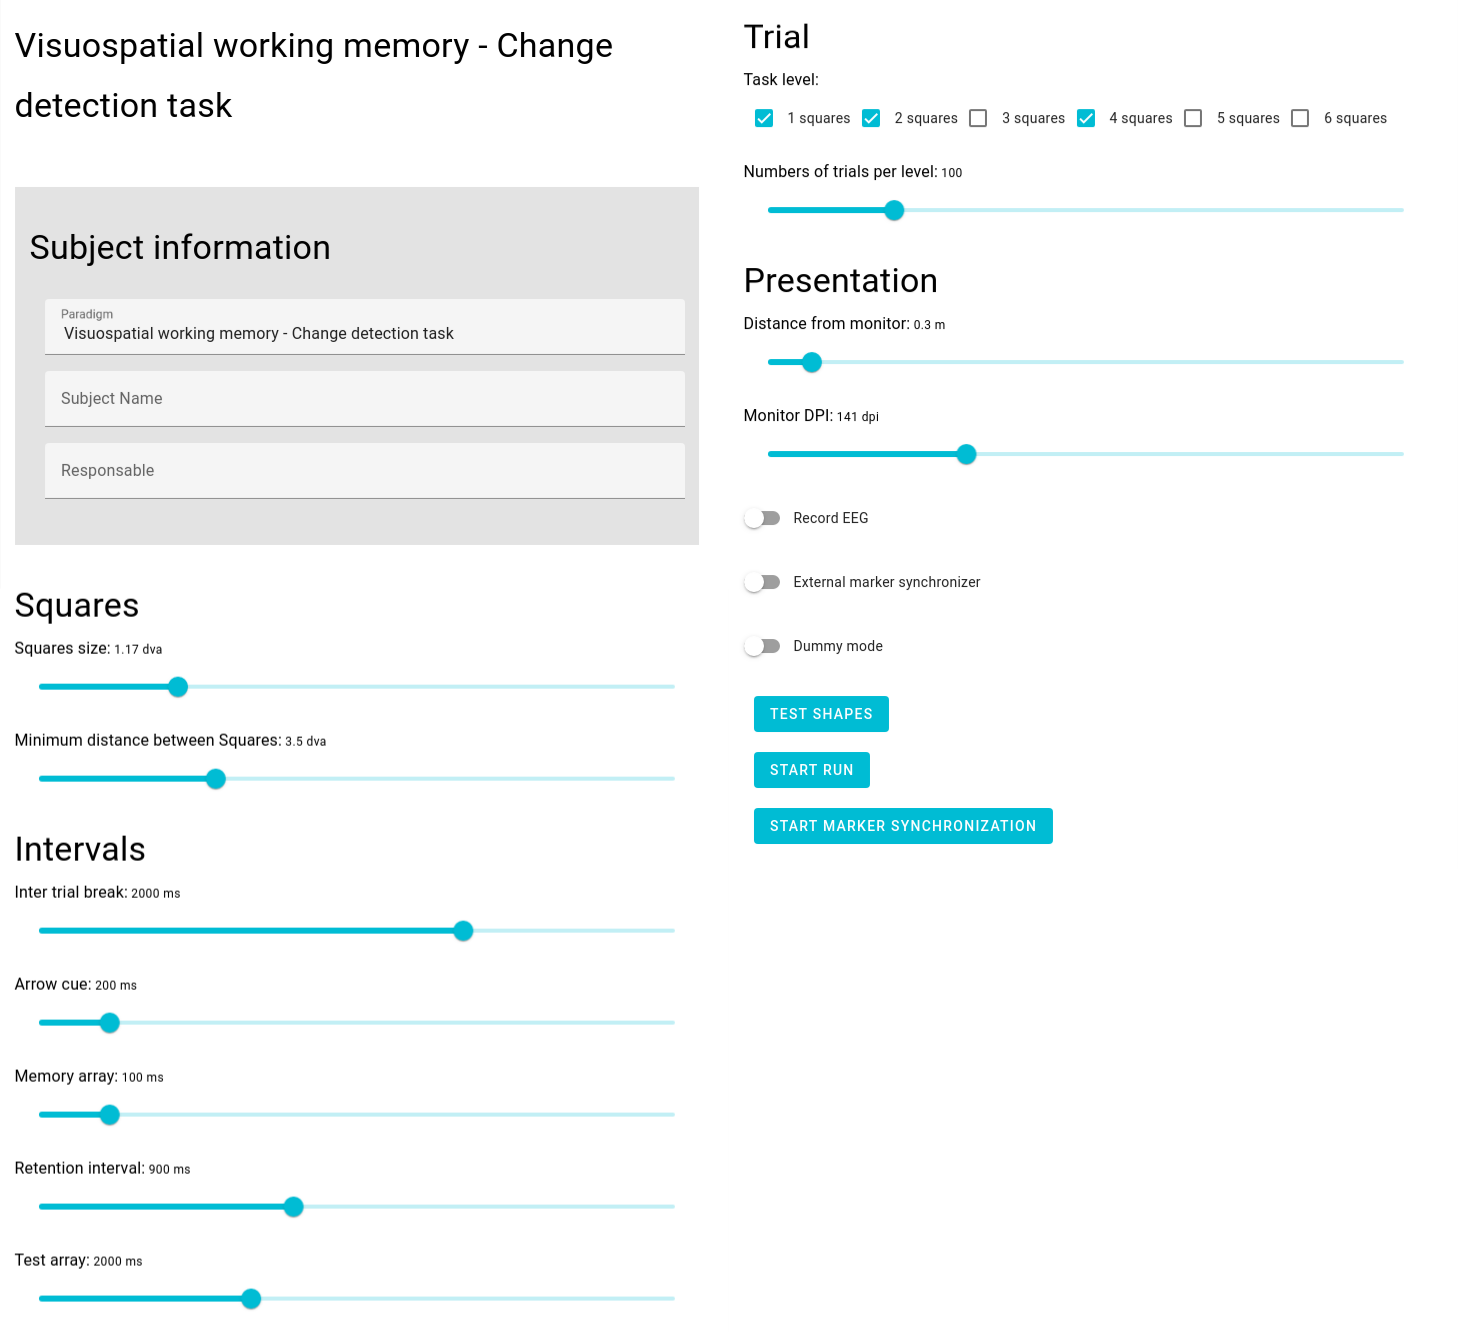 Visuospatial working memory - Change
detection task
Subject information
Paradigm
Visuospatial working memory - Change detection task
Subject Name
Responsable
Squares
Squares size: 1.17 dva
Minimum distance between Squares: 3.5 dva
Intervals
Inter trial break: 2000 ms
Arrow cue: 200 ms
Memory array: 100 ms
Retention interval: 900 ms
Test array: 2000 ms
Trial
Task level:
1 squares 2 squares 3 squares 4 squares 5 squares 6 squares
Numbers of trials per level: 100
Presentation
Distance from monitor: 0.3 m
Monitor DPI: 141 dpi
Record EEG
External marker synchronizer
Dummy mode
TEST SHAPES
START RUN
START MARKER SYNCHRONIZATION